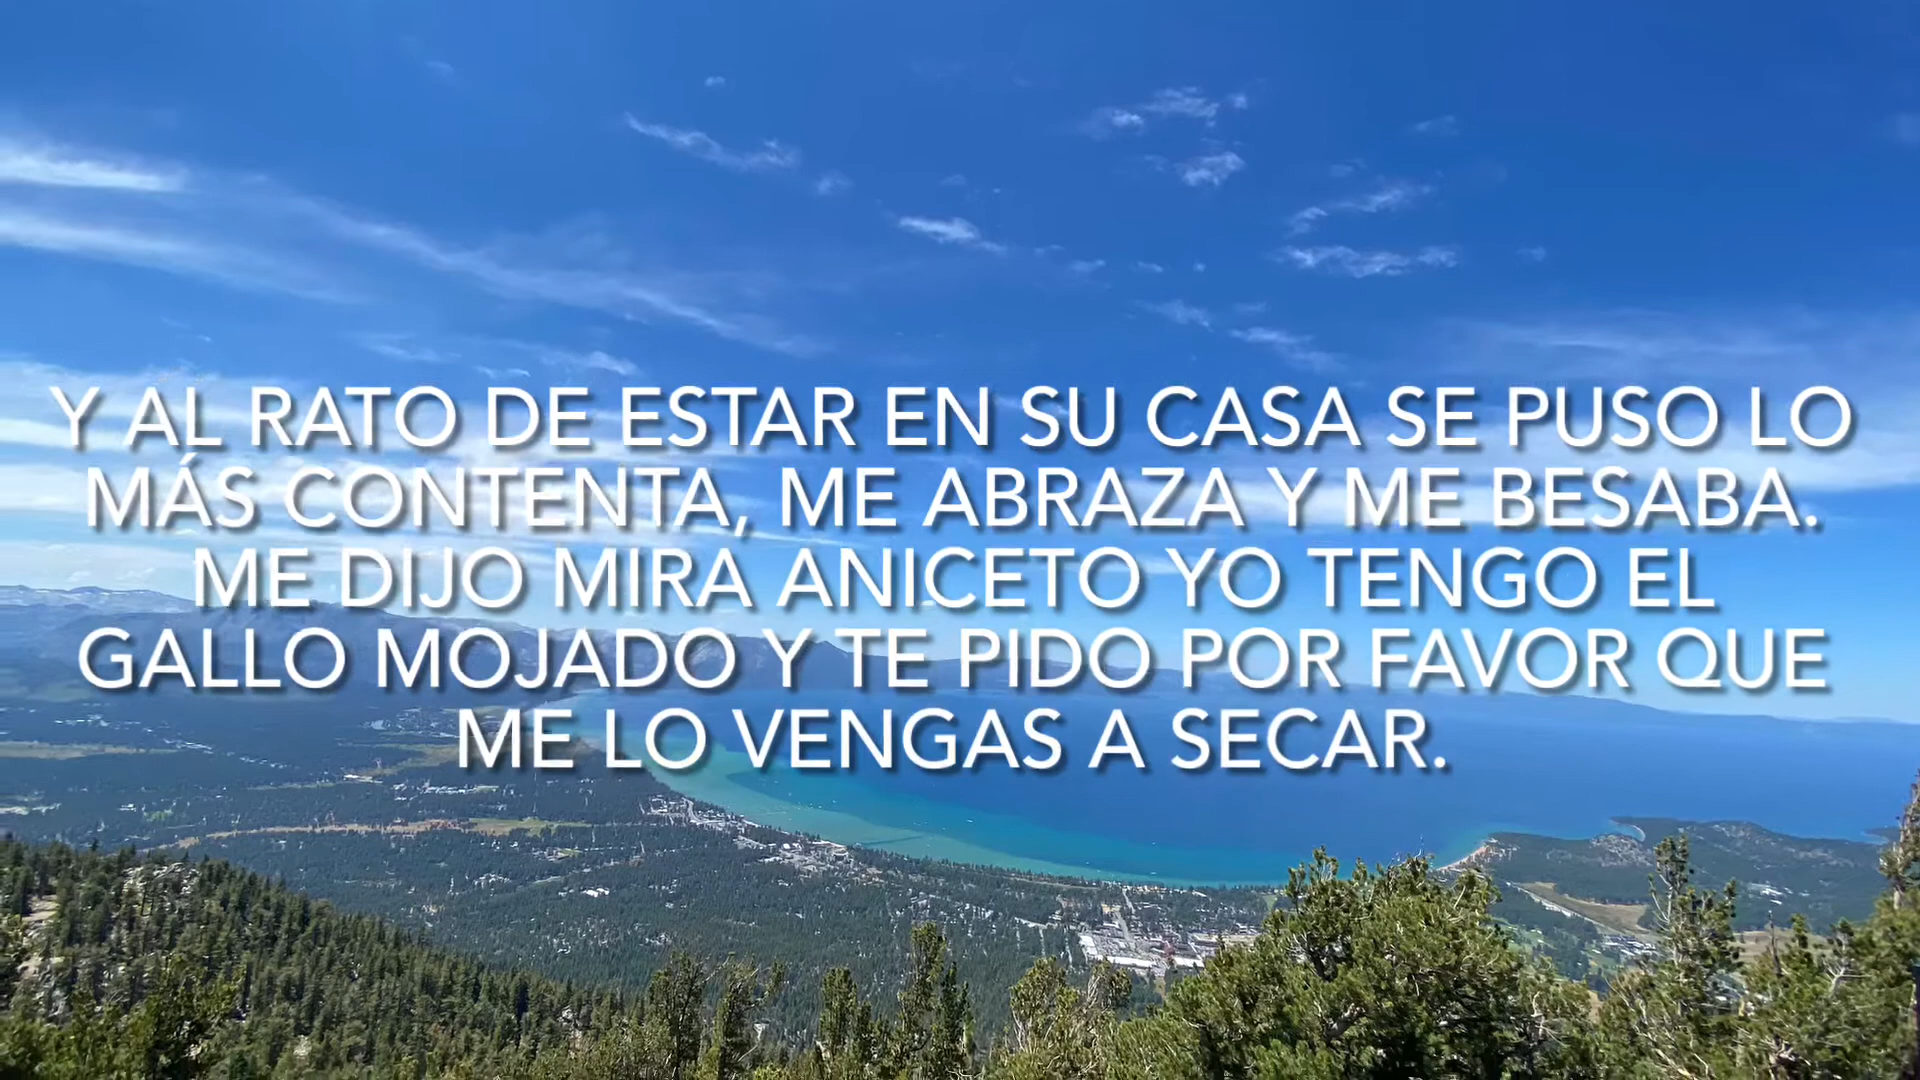 Y AL RATO DE ESTAR EN SU CASA SE PUSO LO
MÁS CONTENTA, ME ABRAZA Y ME BESABA.
ME DIJO MIRA ANICETO YO TENGO EL
GALLO MOJADO Y TE PIDO POR FAVOR QUE
ME LO VENGAS A SECAR.